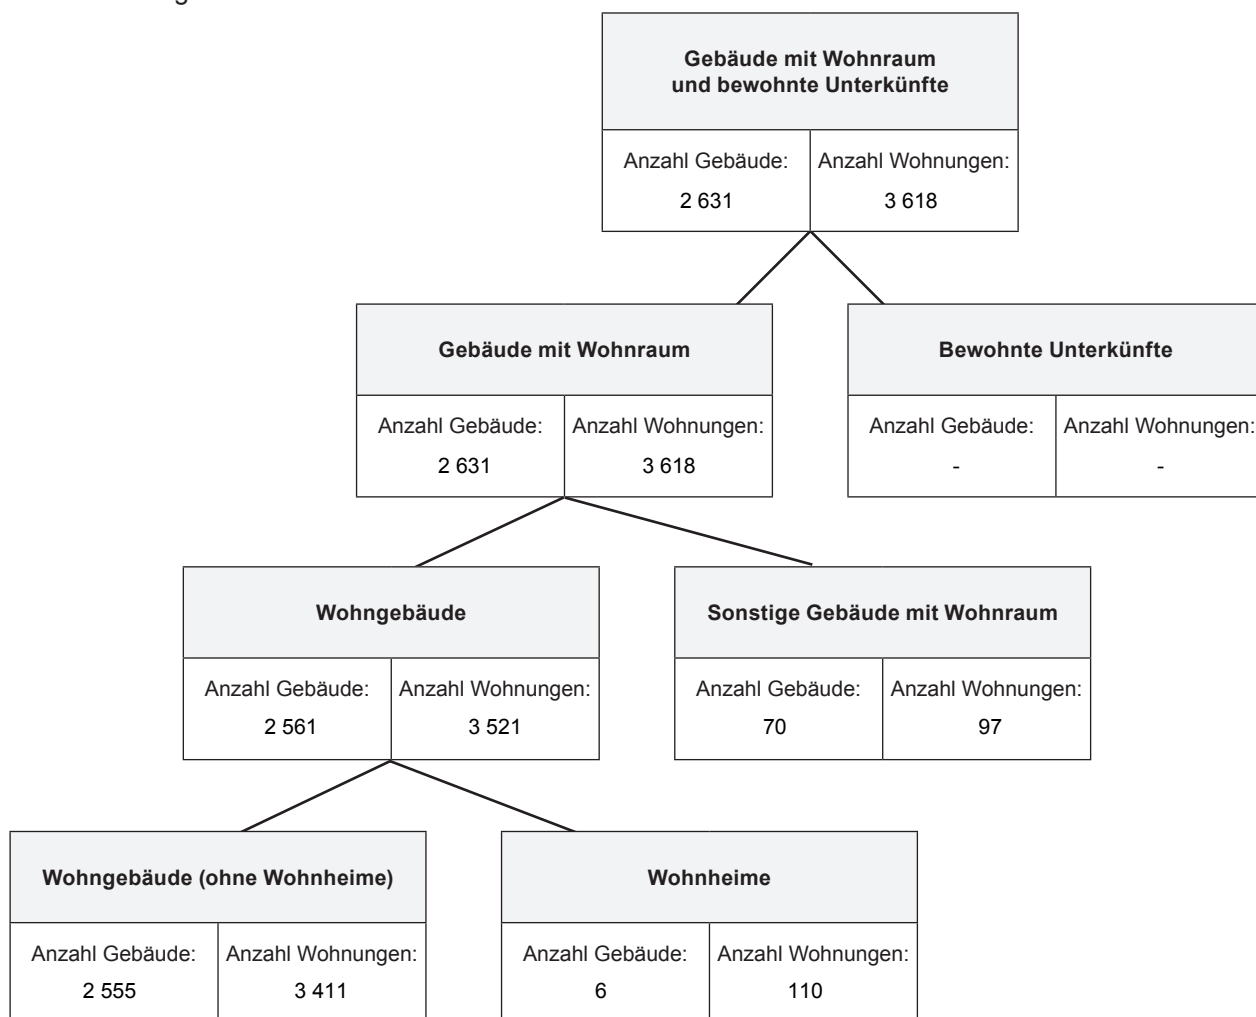 Gebäude mit Wohnraum
und bewohnte Unterkünfte
Anzahl Gebäude: Anzahl Wohnungen:
2 631 3 618
Gebäude mit Wohnraum
Anzahl Gebäude: Anzahl Wohnungen:
2 631 3 618
Bewohnte Unterkünfte
Anzahl Gebäude: Anzahl Wohnungen:
- -
Wohngebäude
Anzahl Gebäude: Anzahl Wohnungen:
2 561 3 521
Sonstige Gebäude mit Wohnraum
Anzahl Gebäude: Anzahl Wohnungen:
70 97
Wohngebäude (ohne Wohnheime)
Anzahl Gebäude: Anzahl Wohnungen:
2 555 3 411
Wohnheime
Anzahl Gebäude: Anzahl Wohnungen:
6 110